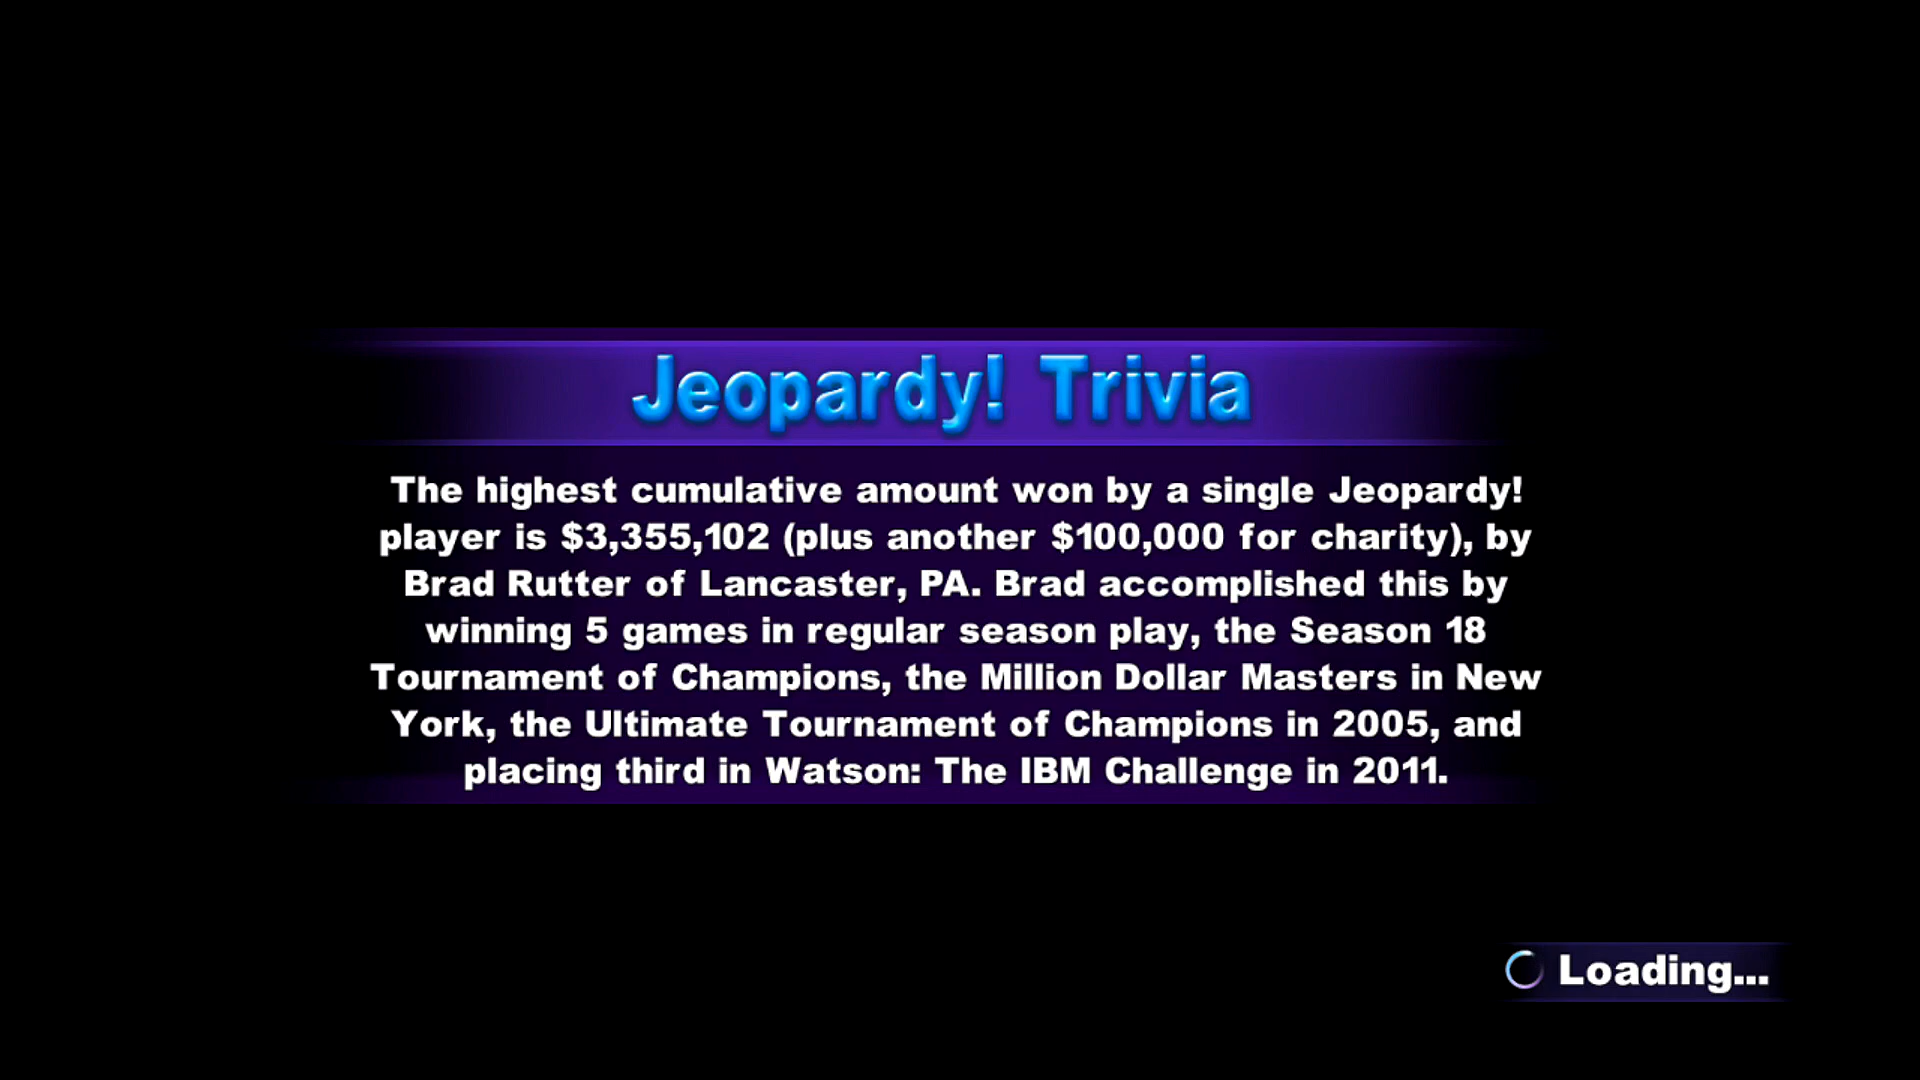 Jeopardy! Trivia
The highest cumulative amount won by a single Jeopardy!
player is $3,355,102 (plus another $100,000 for charity), by
Brad Rutter of Lancaster, PA. Brad accomplished this by
winning 5 games in regular season play, the Season 18
Tournament of Champions, the Million Dollar Masters in New
York, the Ultimate Tournament of Champions in 2005, and
placing third in Watson: The IBM Challenge in 2011.
Loading...